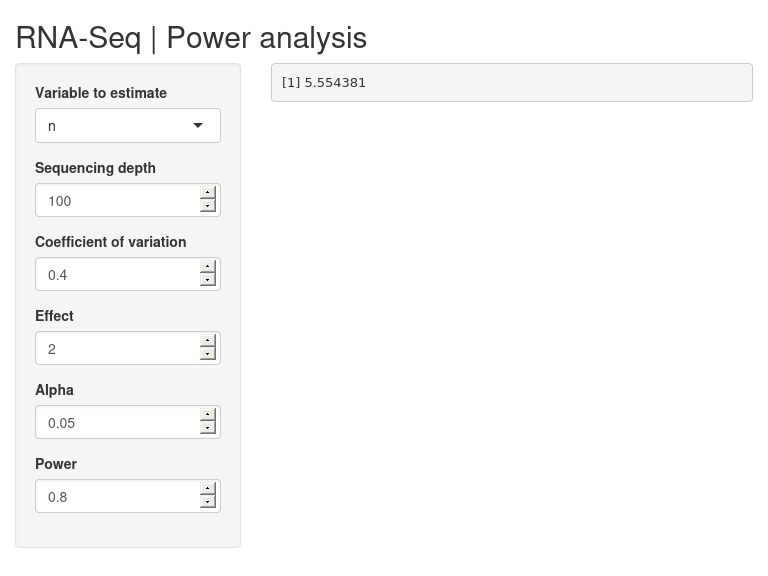 RNA-Seq | Power analysis
Variable to estimate
n
Sequencing depth
100
Coefficient of variation
0.4
Effect
2
Alpha
0.05
Power
0.8
[1] 5.554381